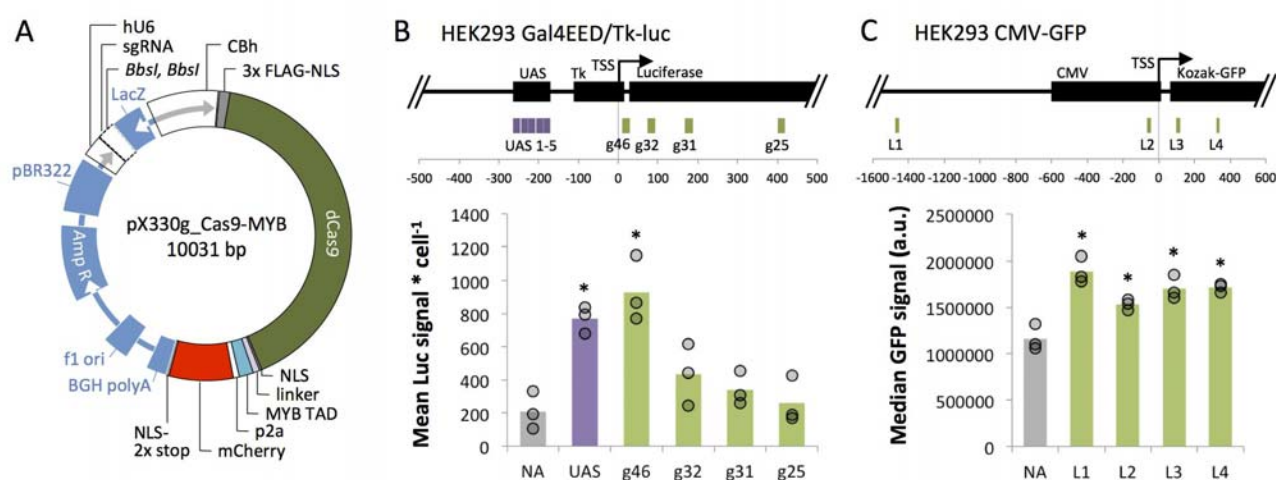 A
hU6
sgRNA
BbsI, BbsI
LacZ
CBh
3x FLAG-NLS
pBR322
pX330g_Cas9-MYB
10031 bp
dCas9
Amp R
f1 ori
BGH polyA
NLS
linker
MYB TAD
p2a
mCherry
NLS-
2x stop
B HEK293 Gal4EED/Tk-luc
UAS Tk TSS Luciferase
UAS 1-5 g46 g32 g31 g25
-500 -400 -300 -200 -100 0 100 200 300 400 500
Mean Luc signal * cell-1
1400
1200
1000
800
600
400
200
0
* *
NA UAS g46 g32 g31 g25
C HEK293 CMV-GFP
CMV TSS Kozak-GFP
L1 L2 L3 L4
-1600 -1400 -1200 -1000 -800 -600 -400 -200 0 200 400 600
Median GFP signal (a.u.)
2500000
2000000
1500000
1000000
500000
0
* * * *
NA L1 L2 L3 L4